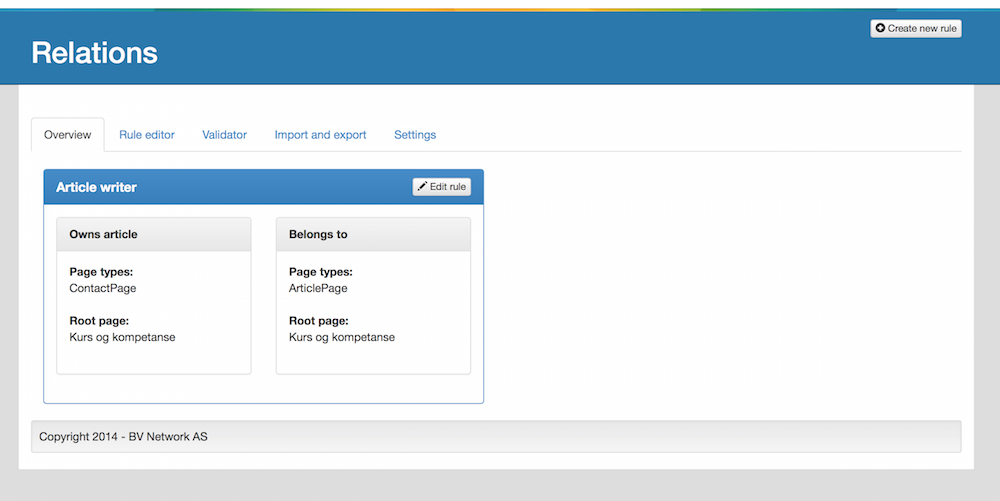 Create new rule
Relations
Overview
Rule editor
Validator
Import and export
Settings
Article writer
Edit rule
Owns article
Page types:
ContactPage
Root page:
Kurs og kompetanse
Belongs to
Page types:
ArticlePage
Root page:
Kurs og kompetanse
Copyright 2014 - BV Network AS